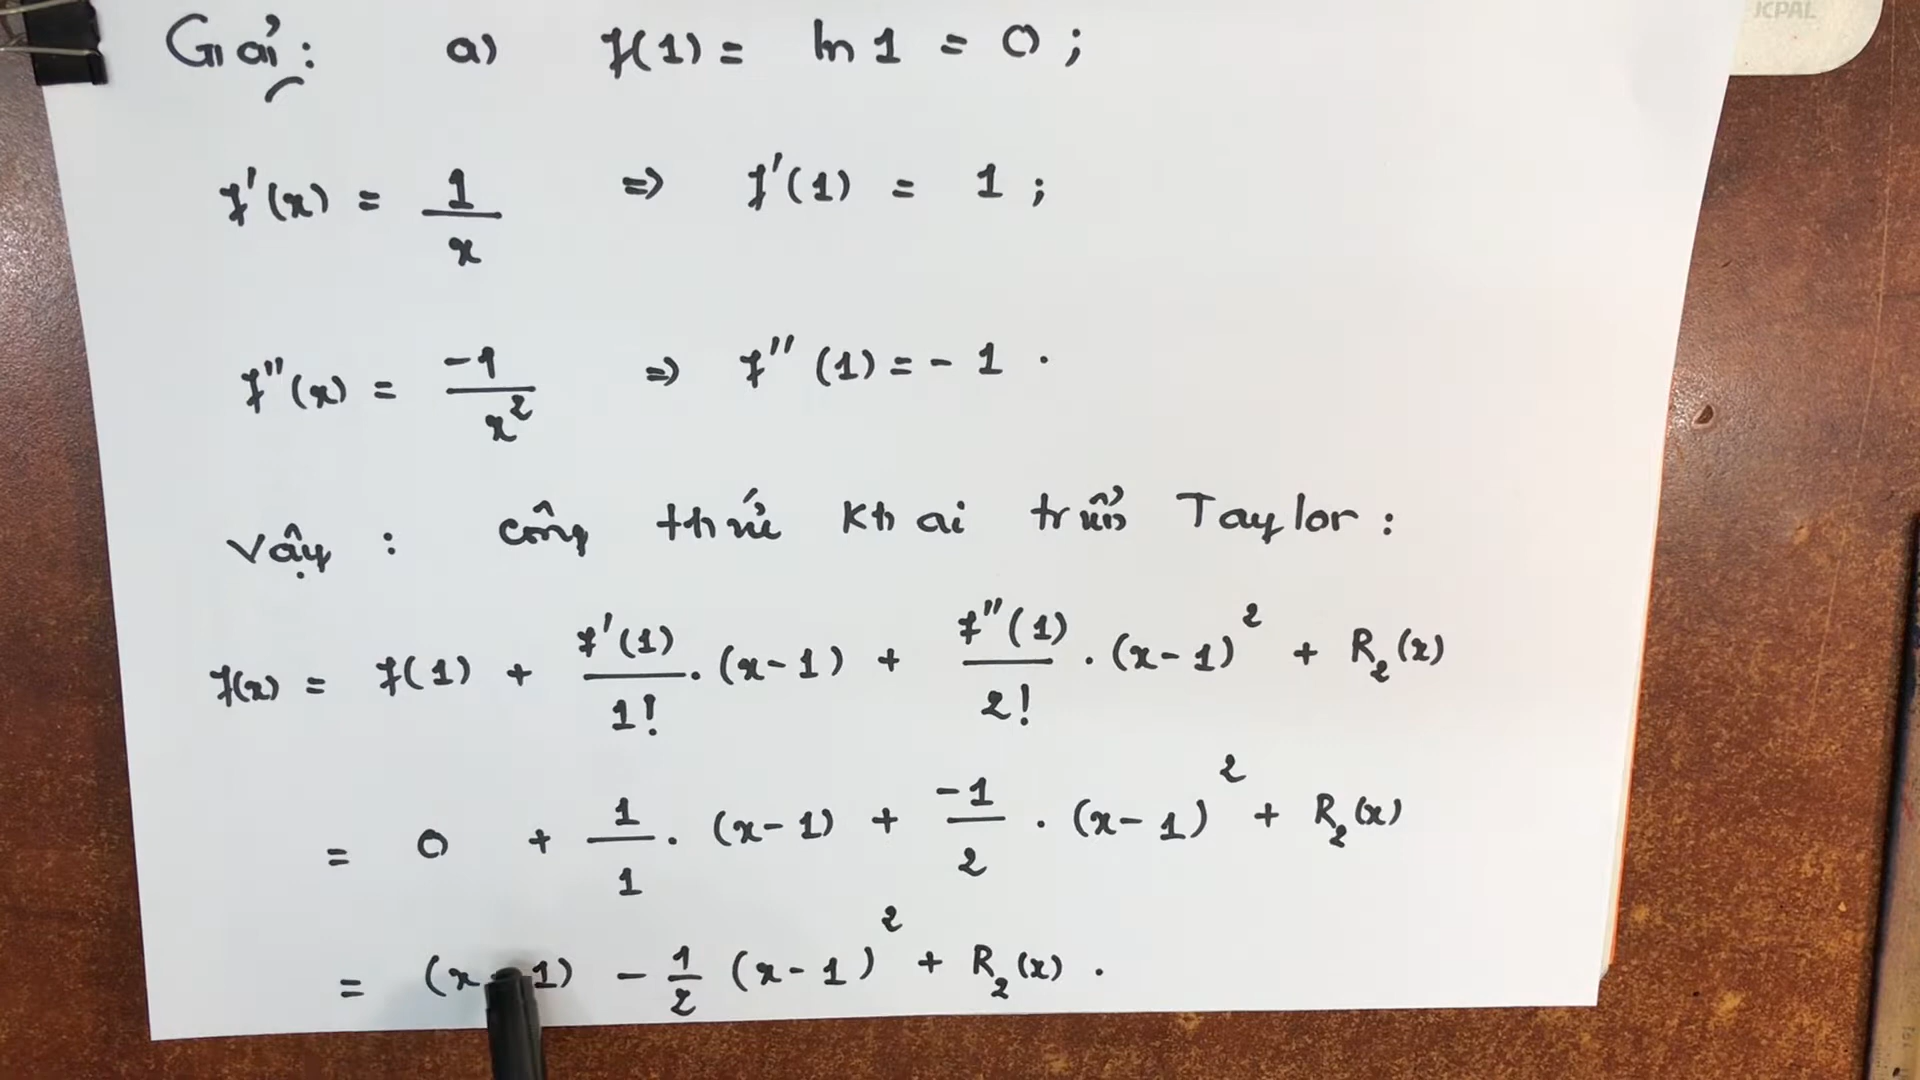 JCPAL
Giải: a) f(1) = ln 1 = 0 ;
f'(x) = 1/x ⇒ f'(1) = 1 ;
f''(x) = -1/x² ⇒ f''(1) = - 1 .
Vậy : công thức khai triển Taylor :
f(x) = f(1) + f'(1)/1! . (x-1) + f''(1)/2! . (x-1)² + R₂(x)
= 0 + 1/1 . (x-1) + -1/2 . (x-1)² + R₂(x)
= (x-1) - 1/2 (x-1)² + R₂(x) .